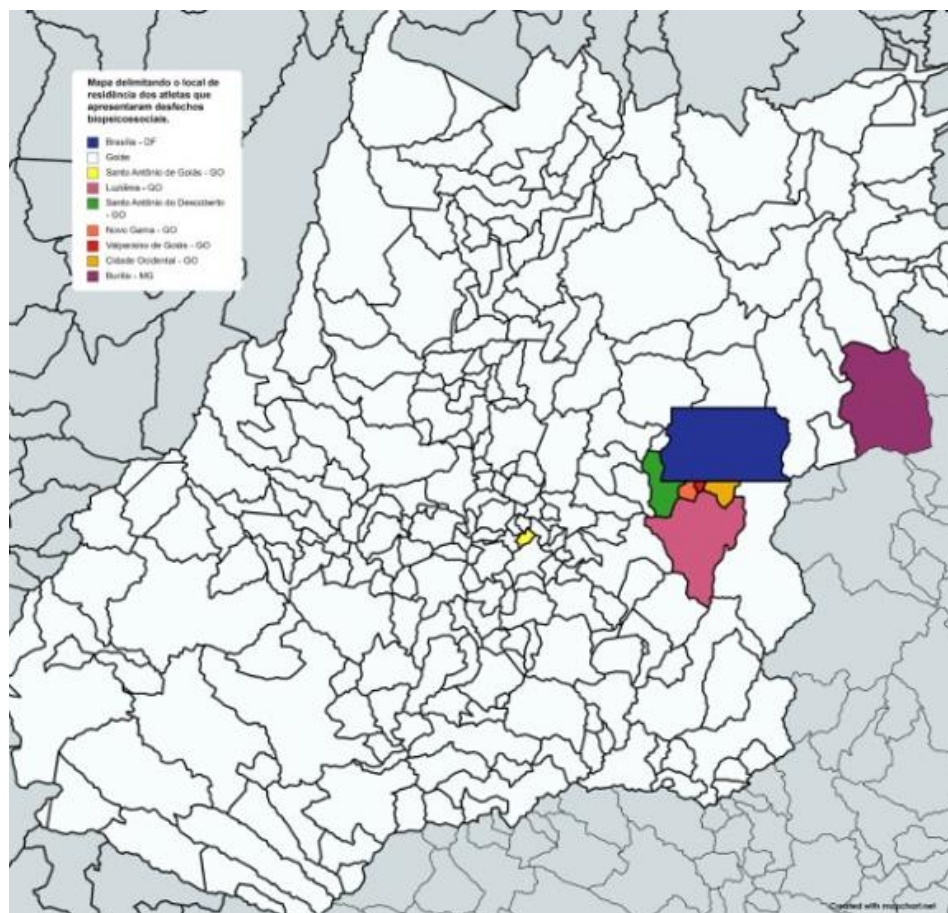 Mapa delimitando o local de
residência dos atletas que
apresentaram desfechos
biopsicossociais.
Brasília - DF
Goiás
Santo Antônio de Goiás - GO
Luziânia - GO
Santo Antônio do Descoberto
- GO
Novo Gama - GO
Valparaíso de Goiás - GO
Cidade Ocidental - GO
Buritis - MG
Created with mapchart.net